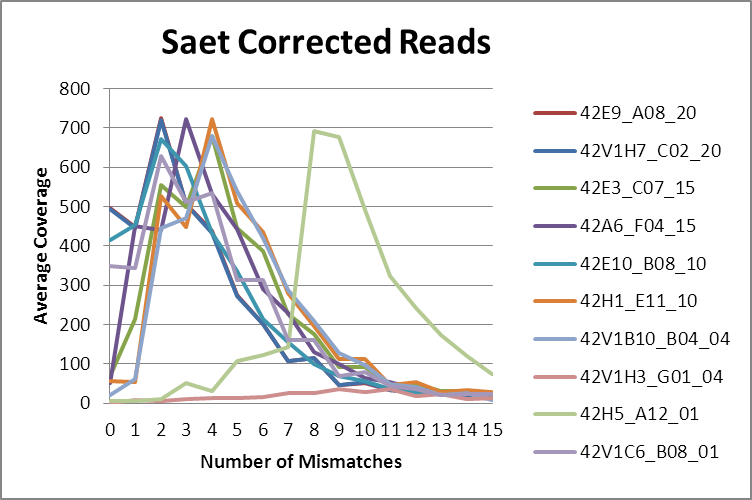 Saet Corrected Reads
Average Coverage
800
700
600
500
400
300
200
100
0
0 1 2 3 4 5 6 7 8 9 10 11 12 13 14 15
Number of Mismatches
42E9_A08_20
42V1H7_C02_20
42E3_C07_15
42A6_F04_15
42E10_B08_10
42H1_E11_10
42V1B10_B04_04
42V1H3_G01_04
42H5_A12_01
42V1C6_B08_01